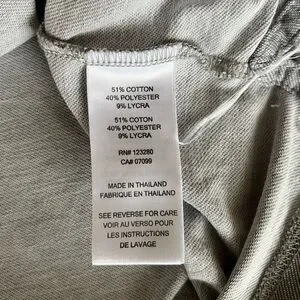 51% COTTON
40% POLYESTER
9% LYCRA
51% COTON
40% POLYESTER
9% LYCRA
RN# 123280
CA# 07099
MADE IN THAILAND
FABRIQUE EN THAILAND
SEE REVERSE FOR CARE
VOIR AU VERSO POUR
LES INSTRUCTIONS
DE LAVAGE